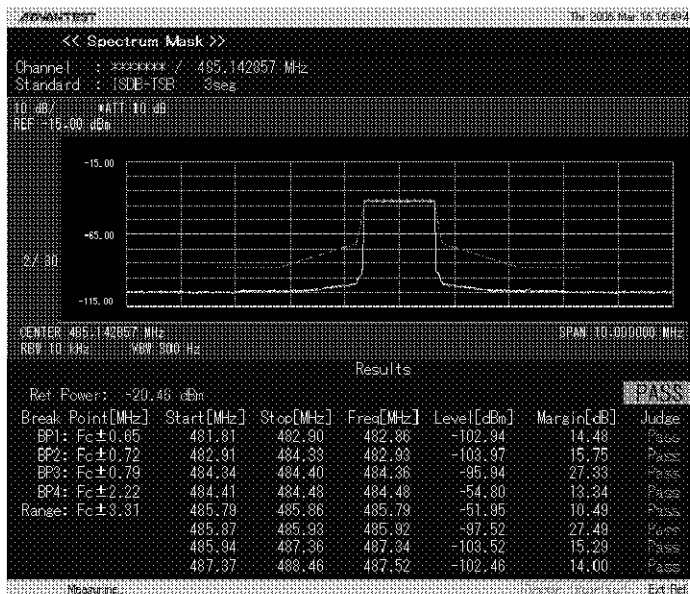 ADVANTEST
Thr 2006 Mar 16 16:49
<< Spectrum Mask >>
Channel : ******* / 485.142857 MHz
Standard : ISDB-TSB 3seg
10 dB/ *ATT 10 dB
REF -15.00 dBm
-15.00
-65.00
2/ 30
-115.00
CENTER 485.142857 MHz SPAN 10.000000 MHz
RBW 10 kHz VBW 300 Hz
Results
Ref Power: -20.46 dBm PASS
Break Point[MHz] Start[MHz] Stop[MHz] Freq[MHz] Level[dBm] Margin[dB] Judge
BP1: Fc±0.65 481.81 482.90 482.86 -102.94 14.48 Pass
BP2: Fc±0.72 482.91 484.33 482.93 -103.97 15.75 Pass
BP3: Fc±0.79 484.34 484.40 484.36 -95.94 27.33 Pass
BP4: Fc±2.22 484.41 484.48 484.48 -54.80 13.34 Pass
Range: Fc±3.31 485.79 485.86 485.79 -51.95 10.49 Pass
485.87 485.93 485.92 -97.52 27.49 Pass
485.94 487.36 487.34 -103.52 15.29 Pass
487.37 488.46 487.52 -102.46 14.00 Pass
Measuring Ext Ref